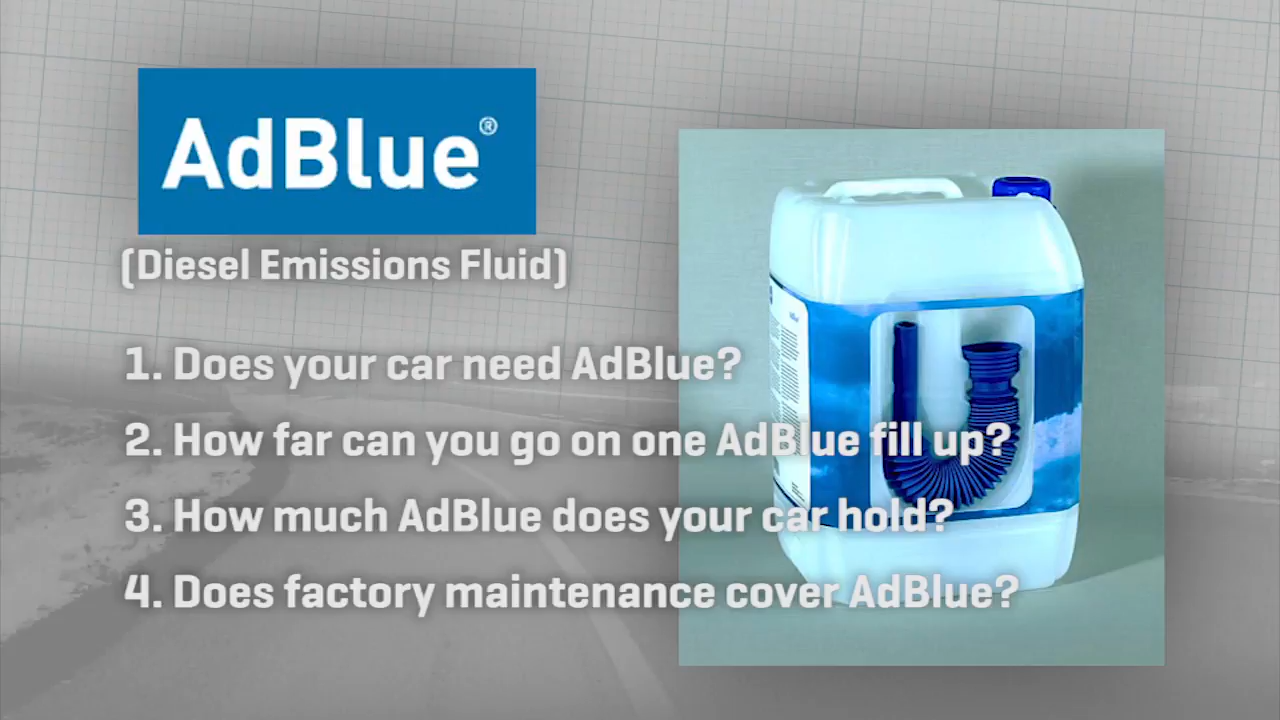 AdBlue®
(Diesel Emissions Fluid)
1. Does your car need AdBlue?
2. How far can you go on one AdBlue fill up?
3. How much AdBlue does your car hold?
4. Does factory maintenance cover AdBlue?